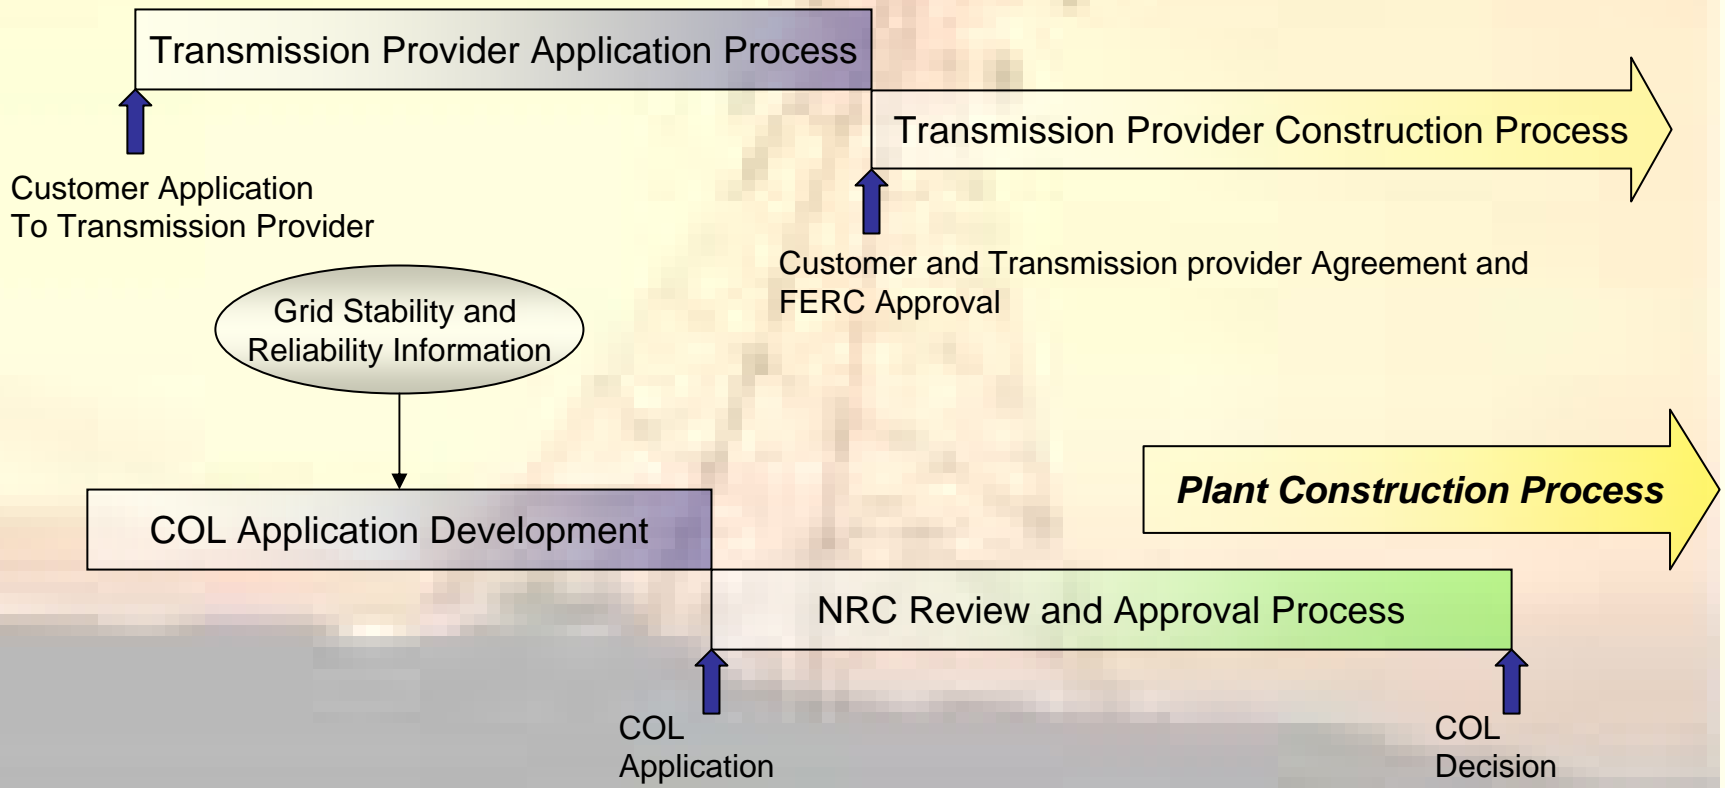 Transmission Provider Application Process
Transmission Provider Construction Process
Customer Application
To Transmission Provider
Customer and Transmission provider Agreement and
FERC Approval
Grid Stability and
Reliability Information
Plant Construction Process
COL Application Development
NRC Review and Approval Process
COL
Application
COL
Decision